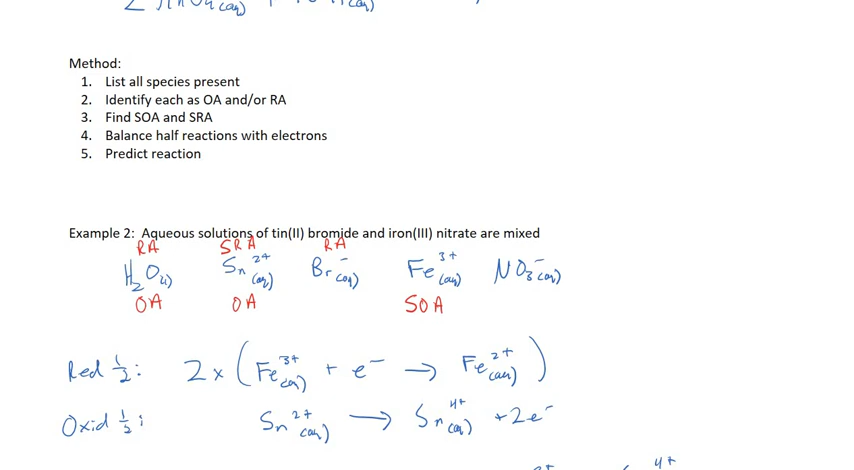 2
Method:
1. List all species present
2. Identify each as OA and/or RA
3. Find SOA and SRA
4. Balance half reactions with electrons
5. Predict reaction
Example 2: Aqueous solutions of tin(II) bromide and iron(III) nitrate are mixed
RA SRA RA
H₂O(l) Sn²⁺(aq) Br⁻(aq) Fe³⁺(aq) NO₃⁻(aq)
OA OA SOA
Red ½: 2 × (Fe³⁺(aq) + e⁻ → Fe²⁺(aq))
Oxid ½: Sn²⁺(aq) → Sn⁴⁺(aq) + 2e⁻
4+